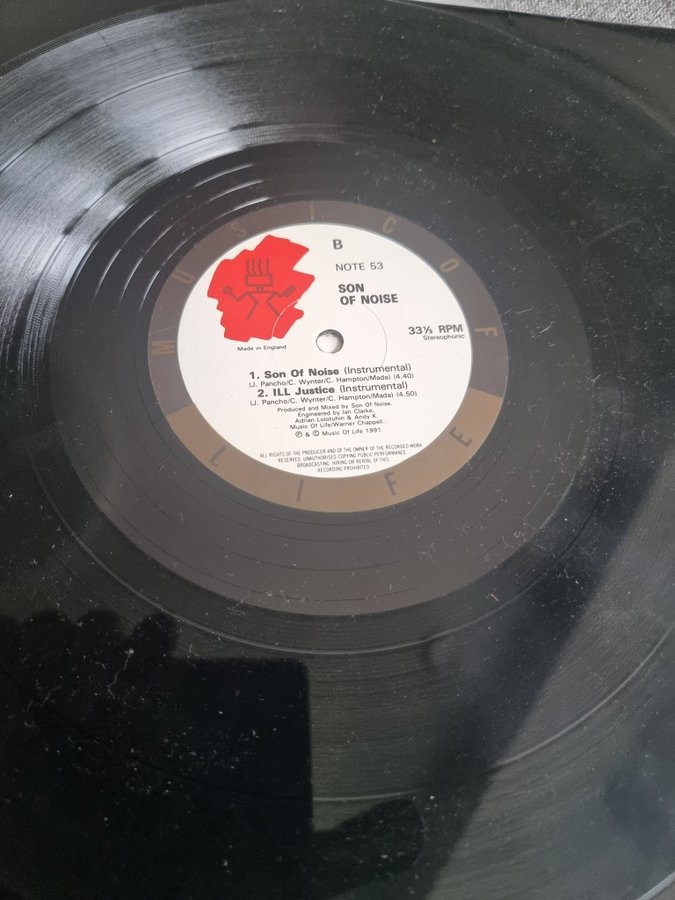 MUSIC OF
LIFE
B
NOTE 53
SON
OF NOISE
33⅓ RPM
Stereophonic
Made in England
1. Son Of Noise (Instrumental)
(J. Pancho/C. Wynter/C. Hampton/Mada) (4.40)
2. ILL Justice (Instrumental)
(J. Pancho/C. Wynter/C. Hampton/Mada) (4.50)
Produced and Mixed by Son Of Noise.
Engineered by Ian Clarke,
Adrian Lolotuhin & Andy K.
Music Of Life/Warner Chappell.
℗ & © Music Of Life 1991.
ALL RIGHTS OF THE PRODUCER AND OF THE OWNER OF THE RECORDED WORK
RESERVED. UNAUTHORISED COPYING PUBLIC PERFORMANCE
BROADCASTING. HIRING OR RENTAL OF THIS
RECORDING PROHIBITED